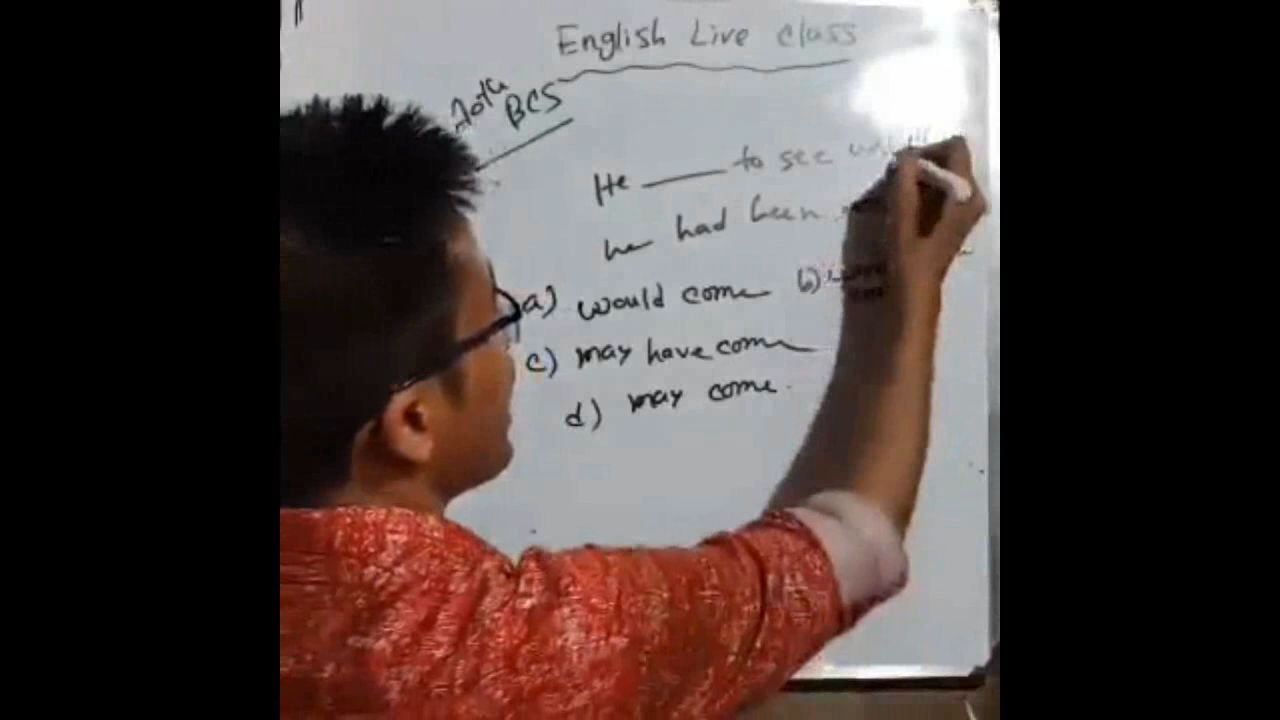 English Live class
BCS
He ____ to see
he had been
a) would come b)
c) may have come
d) may come.